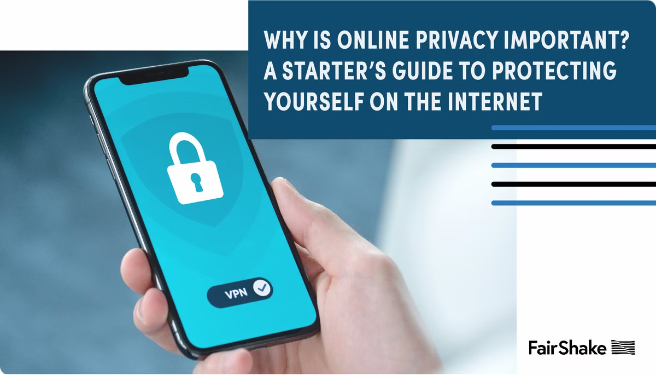 WHY IS ONLINE PRIVACY IMPORTANT?
A STARTER'S GUIDE TO PROTECTING
YOURSELF ON THE INTERNET
VPN
FairShake